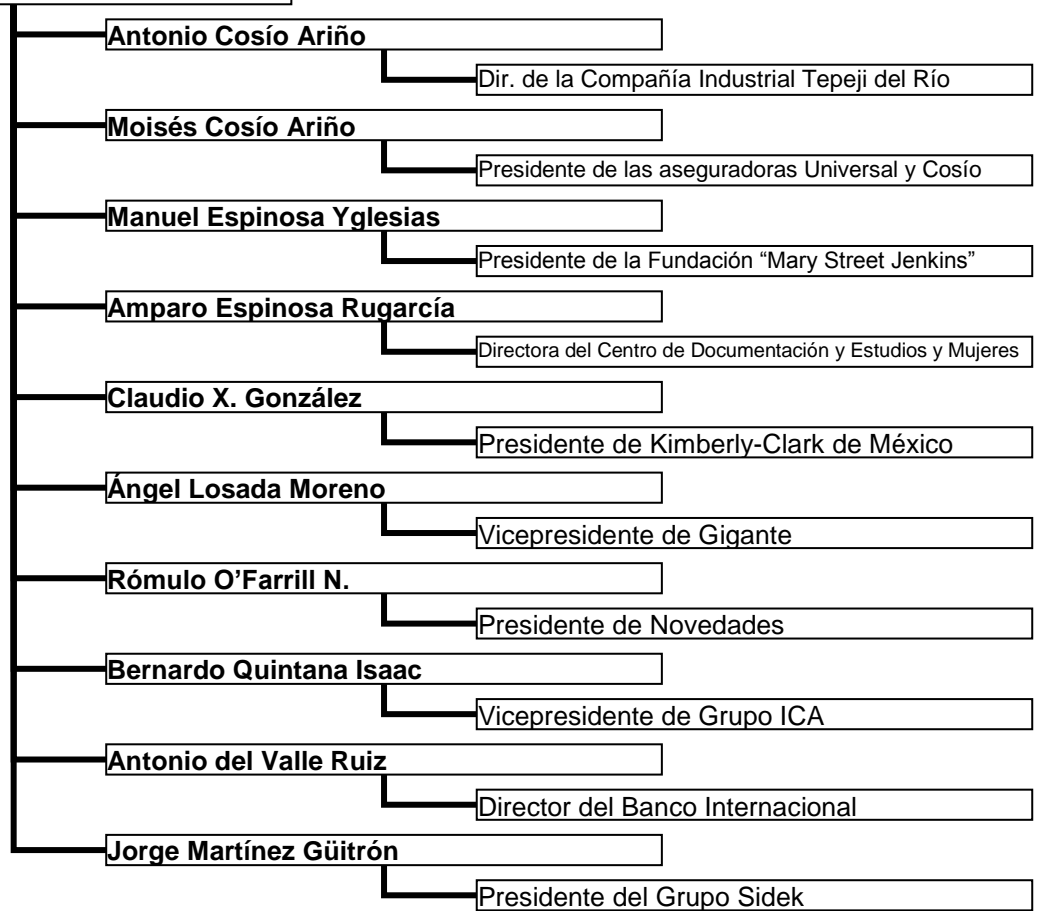 Antonio Cosío Ariño
Dir. de la Compañía Industrial Tepeji del Río
Moisés Cosío Ariño
Presidente de las aseguradoras Universal y Cosío
Manuel Espinosa Yglesias
Presidente de la Fundación “Mary Street Jenkins”
Amparo Espinosa Rugarcía
Directora del Centro de Documentación y Estudios y Mujeres
Claudio X. González
Presidente de Kimberly-Clark de México
Ángel Losada Moreno
Vicepresidente de Gigante
Rómulo O’Farrill N.
Presidente de Novedades
Bernardo Quintana Isaac
Vicepresidente de Grupo ICA
Antonio del Valle Ruiz
Director del Banco Internacional
Jorge Martínez Güitrón
Presidente del Grupo Sidek